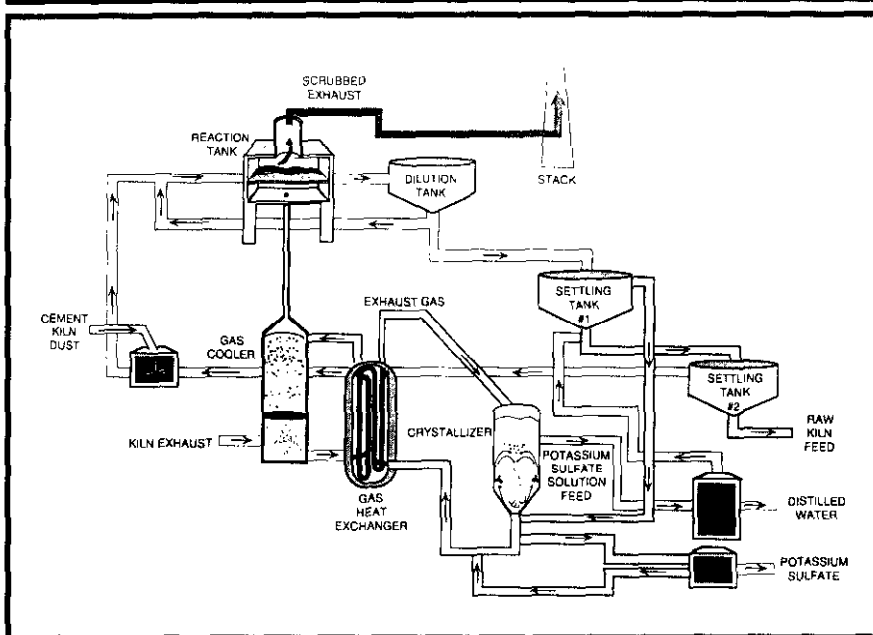 SCRUBBED
EXHAUST
REACTION
TANK
STACK
DILUTION
TANK
SETTLING
TANK
#1
EXHAUST GAS
CEMENT
KILN
DUST
GAS
COOLER
SETTLING
TANK
#2
KILN EXHAUST
CRYSTALLIZER
RAW
KILN
FEED
POTASSIUM
SULFATE
SOLUTION
FEED
GAS
HEAT
EXCHANGER
DISTILLED
WATER
POTASSIUM
SULFATE